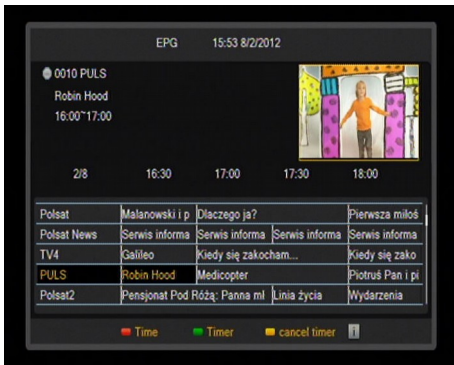 EPG 15:53 8/2/2012
0010 PULS
Robin Hood
16:00~17:00
2/8 16:30 17:00 17:30 18:00
Polsat Malanowski i p Dlaczego ja? Pierwsza miłoś
Polsat News Serwis informa Serwis informa Serwis informa Serwis informa
TV4 Galileo Kiedy się zakocham... Kiedy się zako
PULS Robin Hood Medicopter Piotruś Pan i pi
Polsat2 Pensjonat Pod Różą: Panna mł Linia życia Wydarzenia
Time Timer cancel timer i